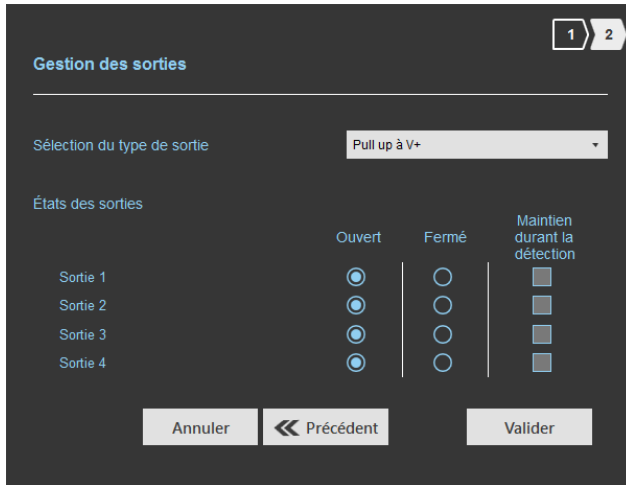 1 2
Gestion des sorties
Sélection du type de sortie Pull up à V+
États des sorties
Ouvert Fermé Maintien
durant la
détection
Sortie 1
Sortie 2
Sortie 3
Sortie 4
Annuler Précédent Valider